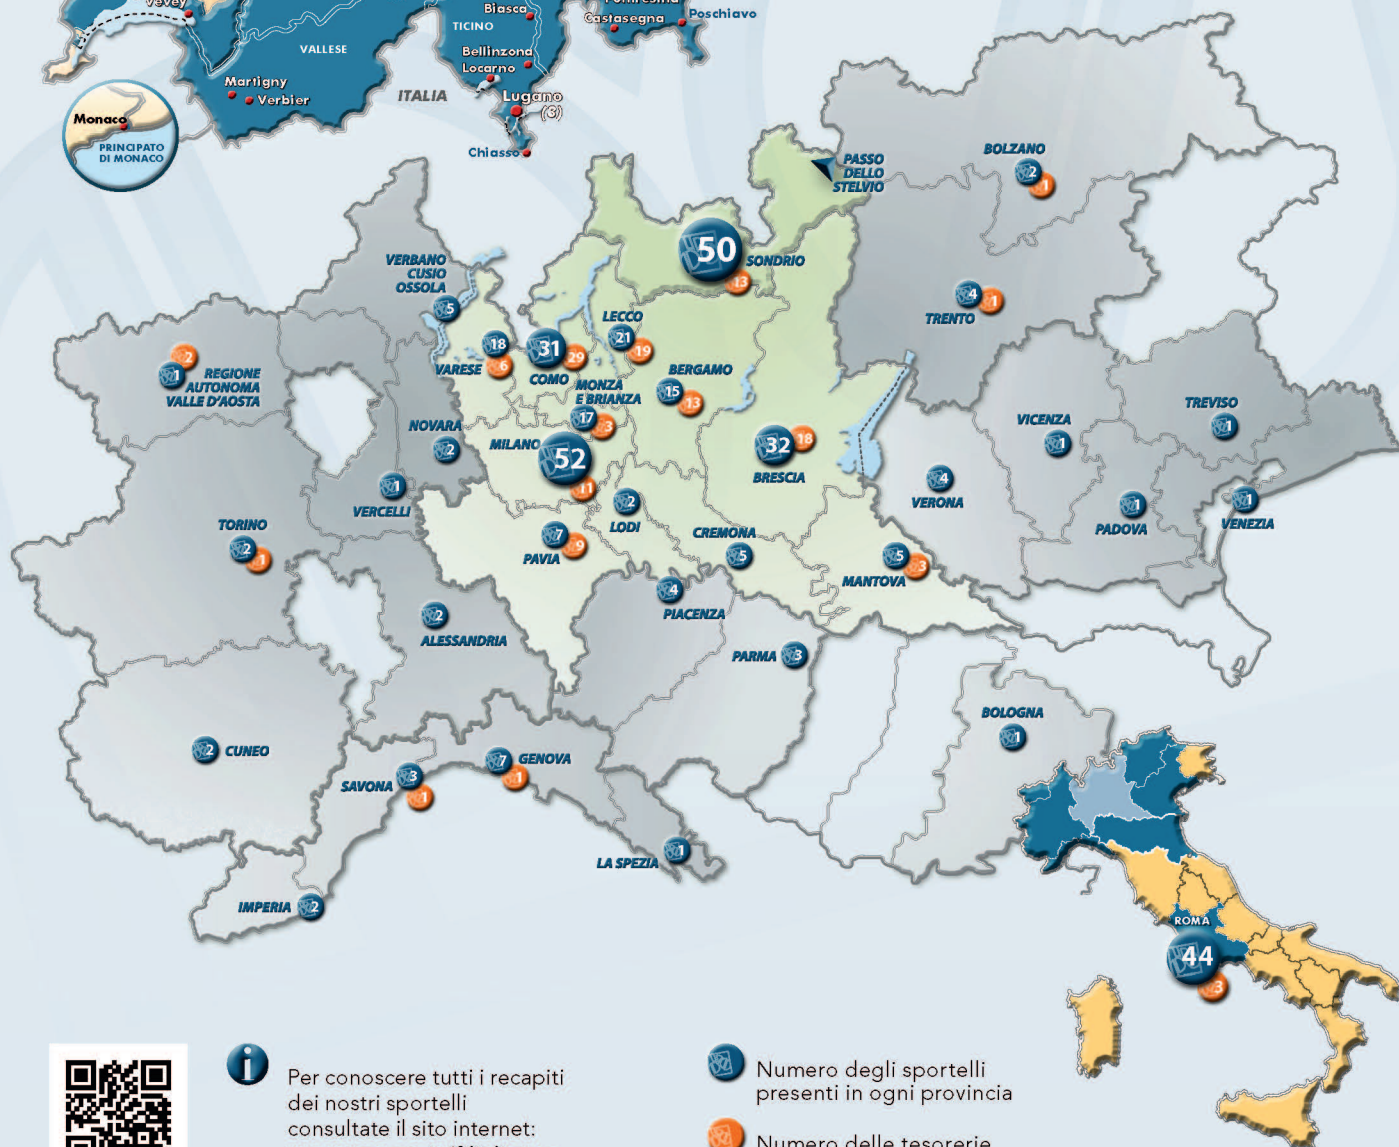 Vevey
VALLESE
Martigny
Verbier
Biasca
TICINO
Bellinzona
Locarno
Lugano
(3)
Chiasso
ITALIA
Castasegna
Poschiavo
Monaco
PRINCIPATO
DI MONACO
PASSO
DELLO
STELVIO
BOLZANO
2
1
50
SONDRIO
13
VERBANO
CUSIO
OSSOLA
5
TRENTO
4
1
2
1
REGIONE
AUTONOMA
VALLE D'AOSTA
18
VARESE
6
31
COMO
29
LECCO
21
19
MONZA
E BRIANZA
17
3
BERGAMO
15
13
MILANO
52
11
32
18
BRESCIA
NOVARA
2
VERCELLI
1
TORINO
2
1
7
PAVIA
9
2
LODI
CREMONA
5
5
MANTOVA
3
4
VERONA
VICENZA
1
TREVISO
1
1
PADOVA
1
VENEZIA
4
PIACENZA
PARMA
3
2
ALESSANDRIA
2
CUNEO
SAVONA
3
1
7
GENOVA
1
LA SPEZIA
1
IMPERIA
2
BOLOGNA
1
ROMA
44
3
i
Per conoscere tutti i recapiti
dei nostri sportelli
consultate il sito internet:
Numero degli sportelli
presenti in ogni provincia
Numero delle tesorerie